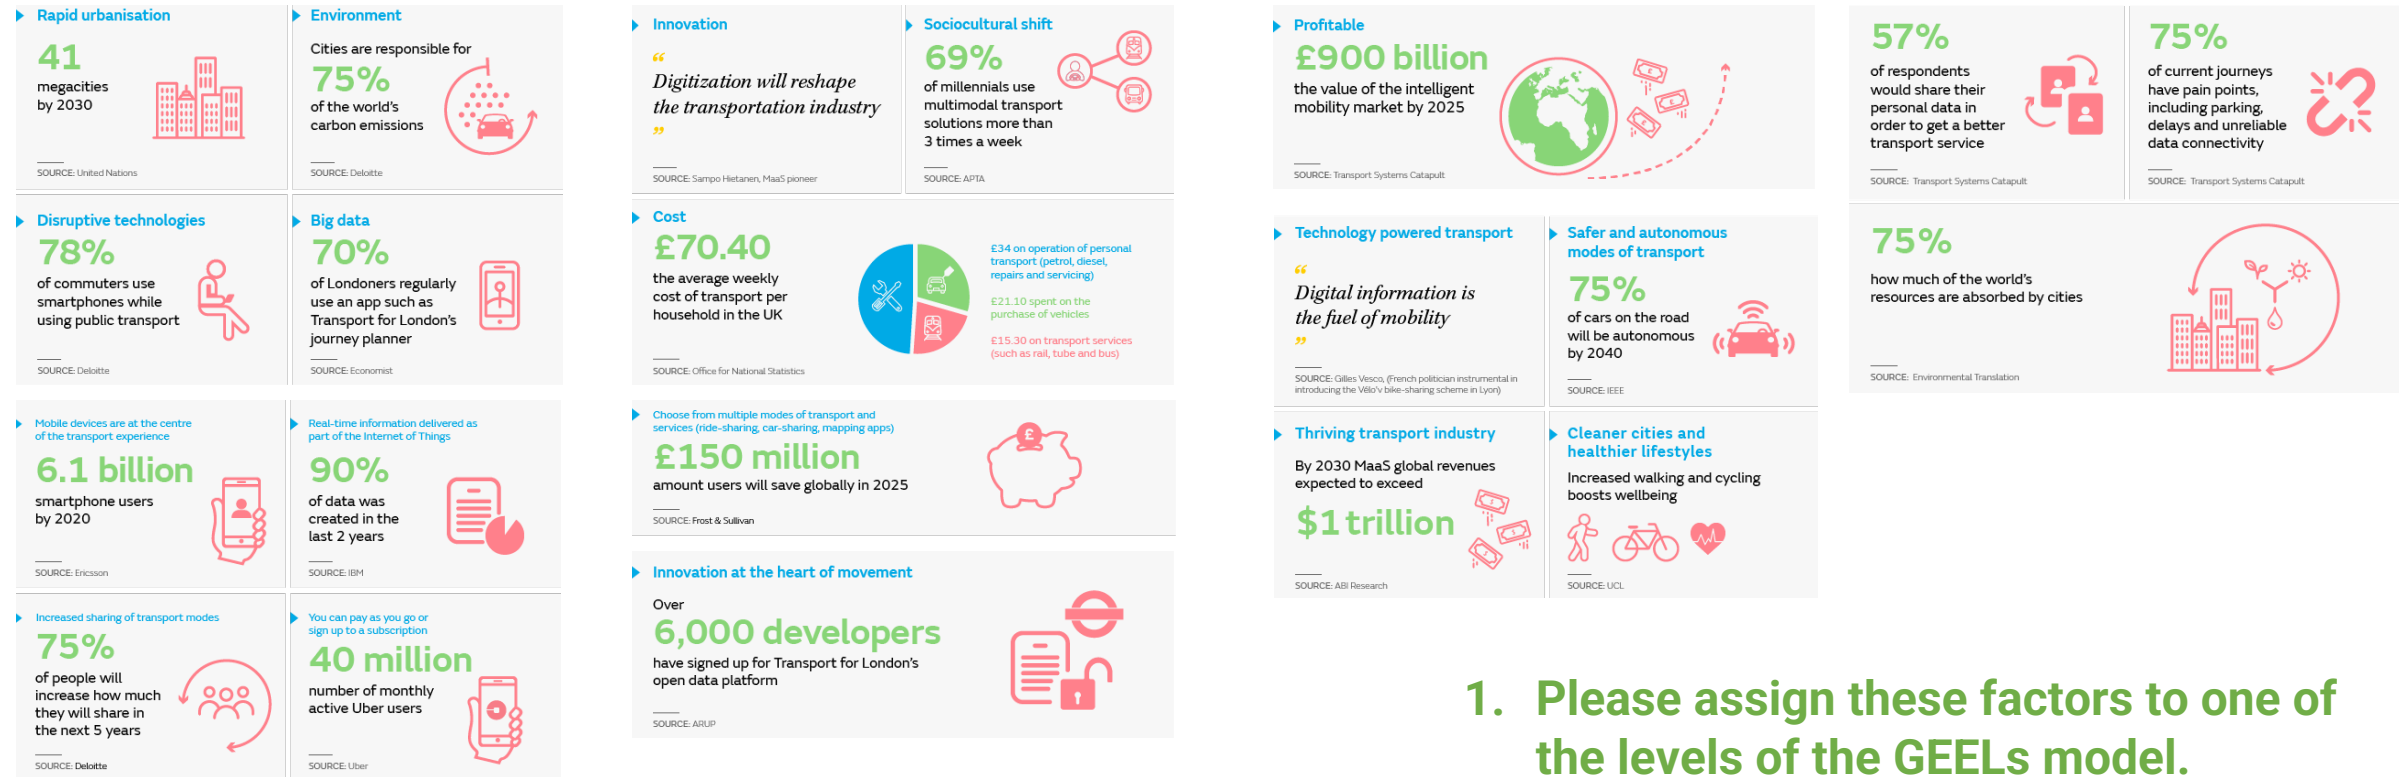 Rapid urbanisation
41
megacities
by 2030
SOURCE: United Nations
Environment
Cities are responsible for
75%
of the world's
carbon emissions
SOURCE: Deloitte
Disruptive technologies
78%
of commuters use
smartphones while
using public transport
SOURCE: Deloitte
Big data
70%
of Londoners regularly
use an app such as
Transport for London's
journey planner
SOURCE: Economist
Mobile devices are at the centre
of the transport experience
6.1 billion
smartphone users
by 2020
SOURCE: Ericsson
Real-time information delivered as
part of the Internet of Things
90%
of data was
created in the
last 2 years
SOURCE: IBM
Increased sharing of transport modes
75%
of people will
increase how much
they will share in
the next 5 years
SOURCE: Deloitte
You can pay as you go or
sign up to a subscription
40 million
number of monthly
active Uber users
SOURCE: Uber
Innovation
“
Digitization will reshape
the transportation industry
”
SOURCE: Sampo Hietanen, MaaS pioneer
Sociocultural shift
69%
of millennials use
multimodal transport
solutions more than
3 times a week
SOURCE: APTA
Cost
£70.40
the average weekly
cost of transport per
household in the UK
SOURCE: Office for National Statistics
£34 on operation of personal
transport (petrol, diesel,
repairs and servicing)
£21.10 spent on the
purchase of vehicles
£15.30 on transport services
(such as rail, tube and bus)
Choose from multiple modes of transport and
services (ride-sharing, car-sharing, mapping apps)
£150 million
amount users will save globally in 2025
£
SOURCE: Frost & Sullivan
Innovation at the heart of movement
Over
6,000 developers
have signed up for Transport for London's
open data platform
SOURCE: ARUP
Profitable
£900 billion
the value of the intelligent
mobility market by 2025
SOURCE: Transport Systems Catapult
Technology powered transport
“
Digital information is
the fuel of mobility
”
SOURCE: Gilles Vesco, (French politician instrumental in
introducing the Vélo'v bike-sharing scheme in Lyon)
Safer and autonomous
modes of transport
75%
of cars on the road
will be autonomous
by 2040
SOURCE: IEEE
Thriving transport industry
By 2030 MaaS global revenues
expected to exceed
$1 trillion
SOURCE: ABI Research
Cleaner cities and
healthier lifestyles
Increased walking and cycling
boosts wellbeing
SOURCE: UCL
57%
of respondents
would share their
personal data in
order to get a better
transport service
SOURCE: Transport Systems Catapult
75%
of current journeys
have pain points,
including parking,
delays and unreliable
data connectivity
SOURCE: Transport Systems Catapult
75%
how much of the world's
resources are absorbed by cities
SOURCE: Environmental Translation
1. Please assign these factors to one of
the levels of the GEELs model.